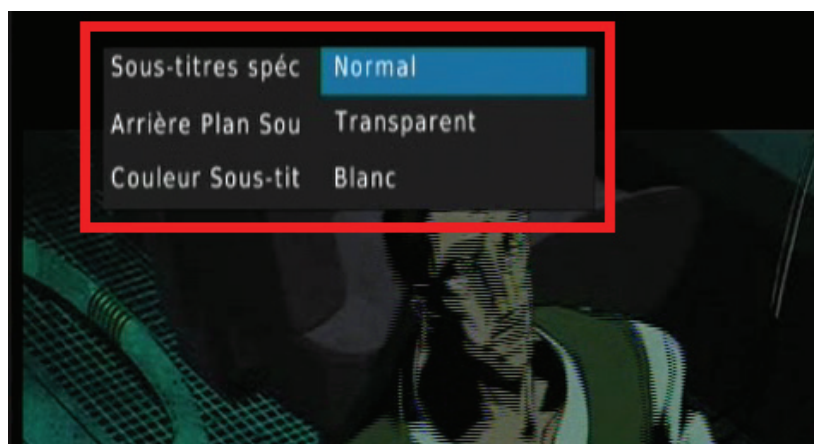 Sous-titres spéc Normal
Arrière Plan Sou Transparent
Couleur Sous-tit Blanc